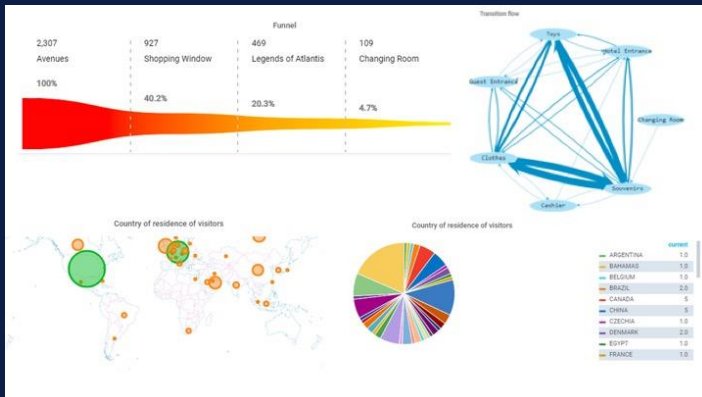 Funnel
2,307
Avenues
100%
927
Shopping Window
40.2%
469
Legends of Atlantis
20.3%
109
Changing Room
4.7%
Transition flow
Toys
Hotel Entrance
Guest Entrance
Changing Room
Clothes
Souvenirs
Cashier
Country of residence of visitors
Country of residence of visitors
current
ARGENTINA 1.0
BAHAMAS 1.0
BELGIUM 1.0
BRAZIL 2.0
CANADA 5
CHINA 5
CZECHIA 1.0
DENMARK 2.0
EGYPT 1.0
FRANCE 1.0